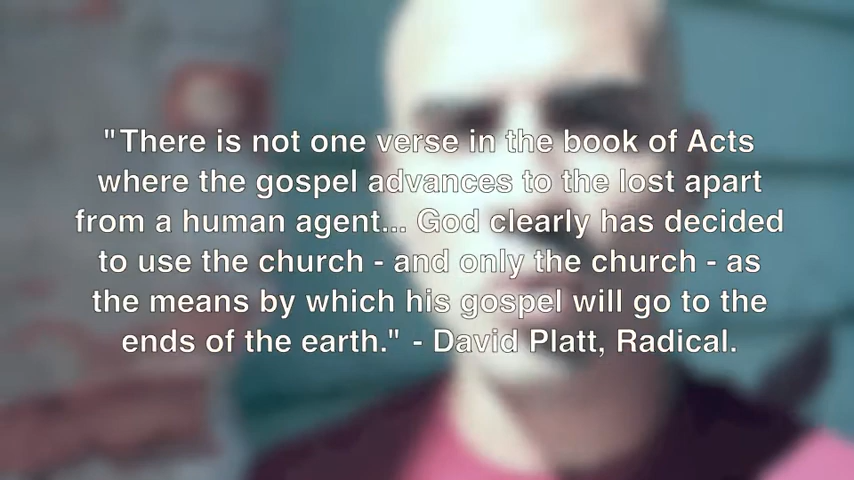 "There is not one verse in the book of Acts
where the gospel advances to the lost apart
from a human agent... God clearly has decided
to use the church - and only the church - as
the means by which his gospel will go to the
ends of the earth." - David Platt, Radical.